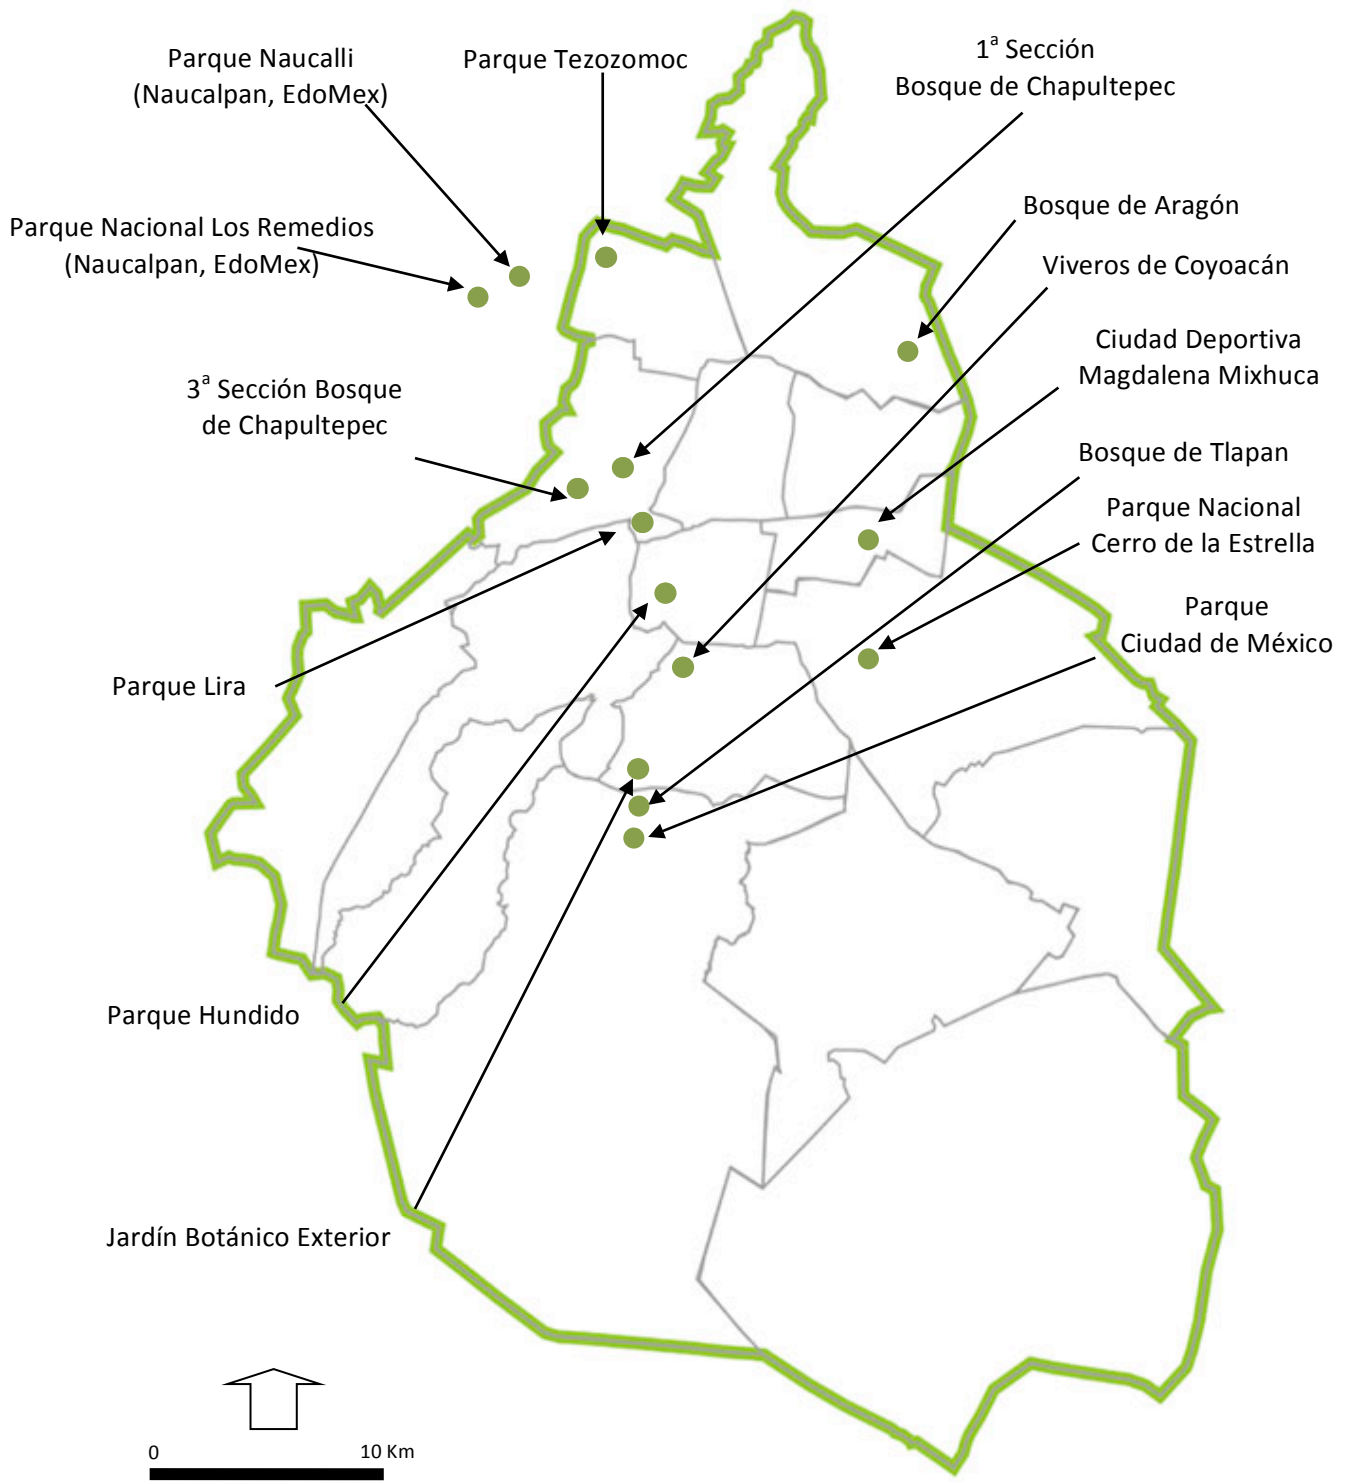 Parque Naucalli
(Naucalpan, EdoMex)
Parque Tezozomoc
1ª Sección
Bosque de Chapultepec
Parque Nacional Los Remedios
(Naucalpan, EdoMex)
Bosque de Aragón
Viveros de Coyoacán
Ciudad Deportiva
Magdalena Mixhuca
3ª Sección Bosque
de Chapultepec
Bosque de Tlapan
Parque Nacional
Cerro de la Estrella
Parque
Ciudad de México
Parque Lira
Parque Hundido
Jardín Botánico Exterior
0 10 Km